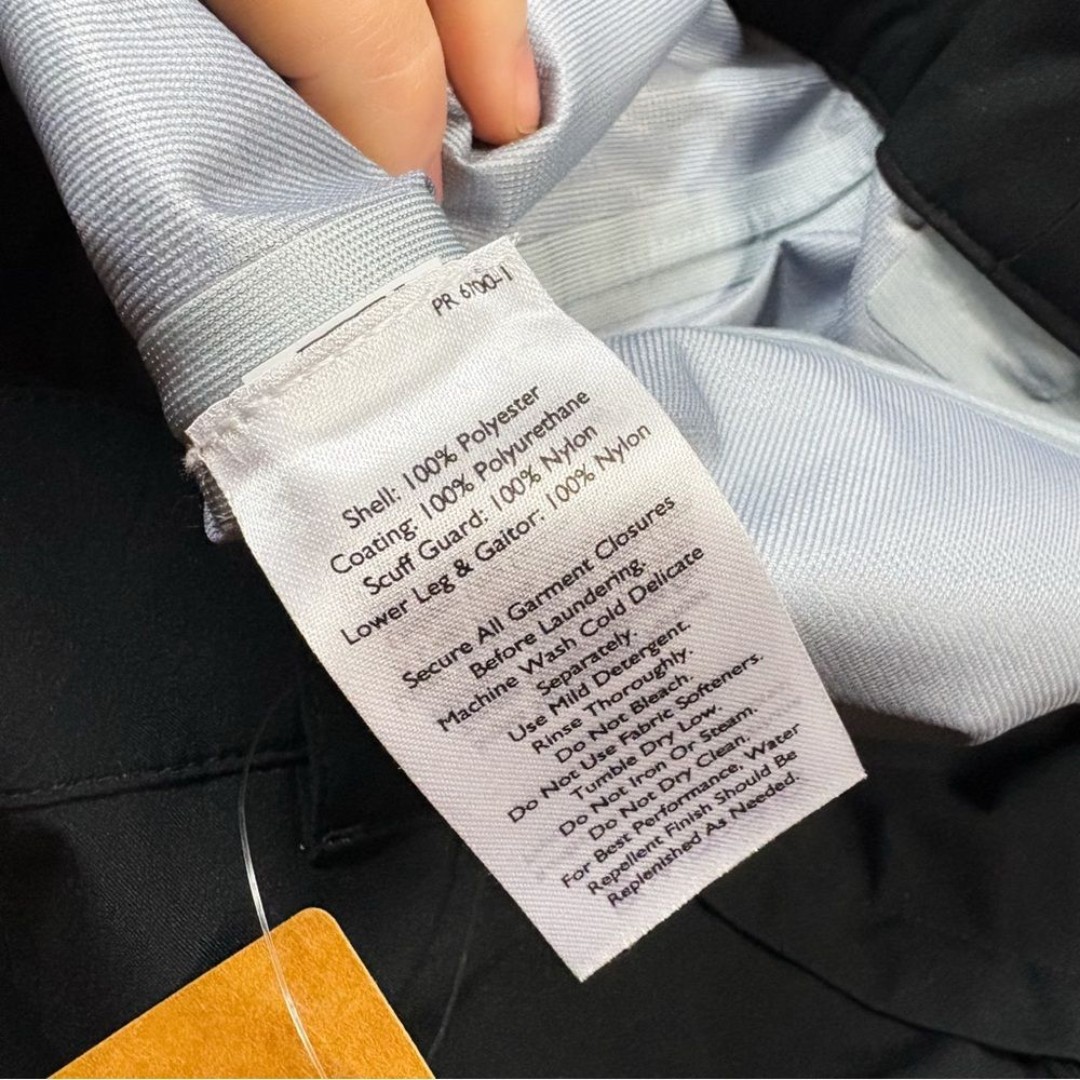 PR 6700-1
Shell: 100% Polyester
Coating: 100% Polyurethane
Scuff Guard: 100% Nylon
Lower Leg & Gaitor: 100% Nylon
Secure All Garment Closures
Before Laundering.
Machine Wash Cold Delicate
Separately.
Use Mild Detergent.
Rinse Thoroughly.
Do Not Bleach.
Do Not Use Fabric Softeners.
Tumble Dry Low.
Do Not Iron Or Steam.
Do Not Dry Clean.
For Best Performance, Water
Repellent Finish Should Be
Replenished As Needed.